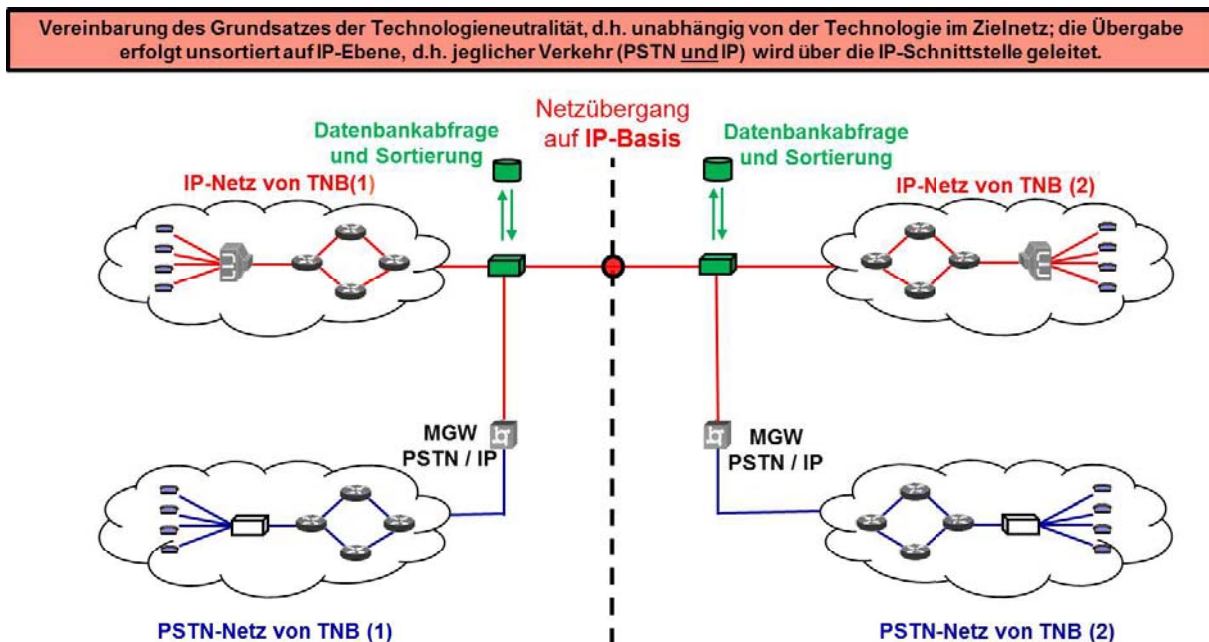 Vereinbarung des Grundsatzes der Technologieneutralität, d.h. unabhängig von der Technologie im Zielnetz; die Übergabe
erfolgt unsortiert auf IP-Ebene, d.h. jeglicher Verkehr (PSTN und IP) wird über die IP-Schnittstelle geleitet.
Netzübergang
auf IP-Basis
Datenbankabfrage
und Sortierung
Datenbankabfrage
und Sortierung
IP-Netz von TNB(1)
IP-Netz von TNB (2)
MGW
PSTN / IP
MGW
PSTN / IP
PSTN-Netz von TNB (1)
PSTN-Netz von TNB (2)